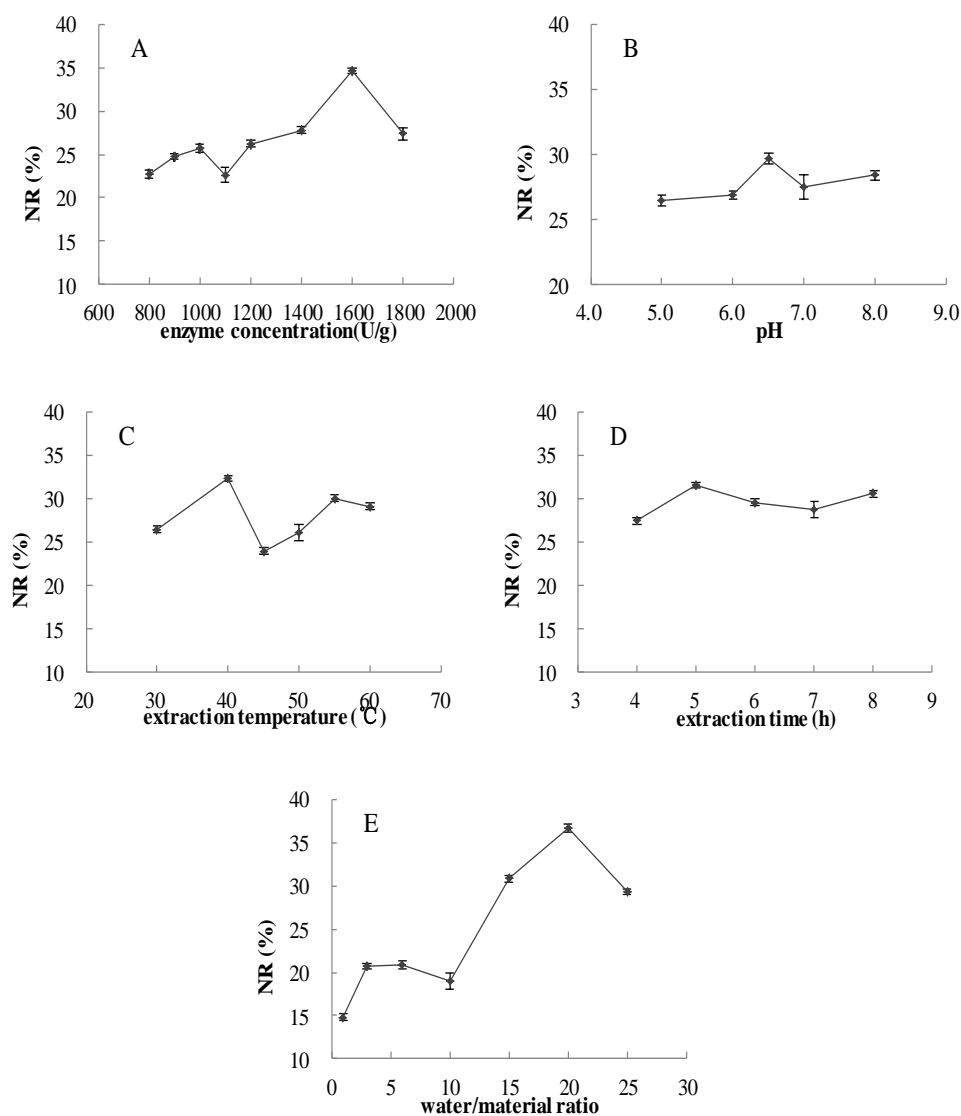 A
NR (%)
40
35
30
25
20
15
10
600 800 1000 1200 1400 1600 1800 2000
enzyme concentration(U/g)
B
NR (%)
40
35
30
25
20
4.0 5.0 6.0 7.0 8.0 9.0
pH
C
NR (%)
40
35
30
25
20
15
10
20 30 40 50 60 70
extraction temperature (℃)
D
NR (%)
40
35
30
25
20
15
10
3 4 5 6 7 8 9
extraction time (h)
E
NR (%)
40
35
30
25
20
15
10
0 5 10 15 20 25 30
water/material ratio